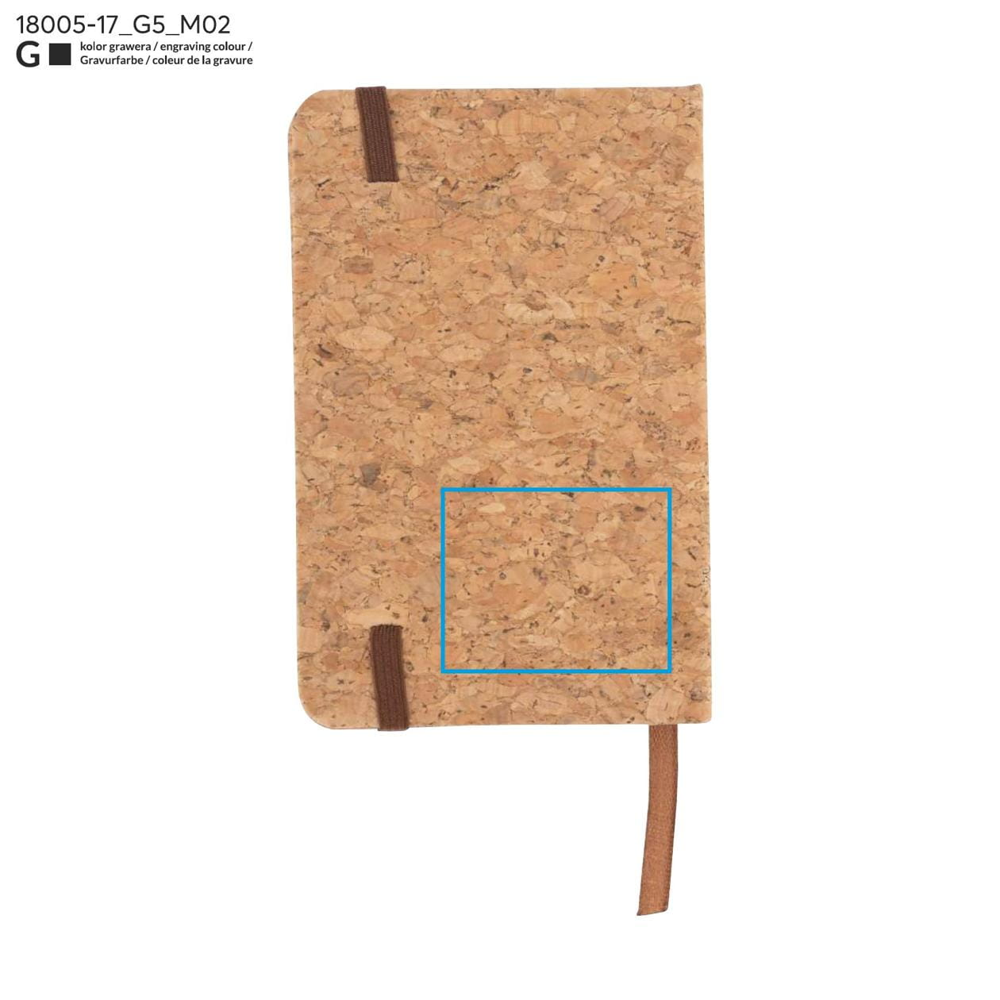 18005-17_G5_M02
G
kolor grawera / engraving colour /
Gravurfarbe / coleur de la gravure